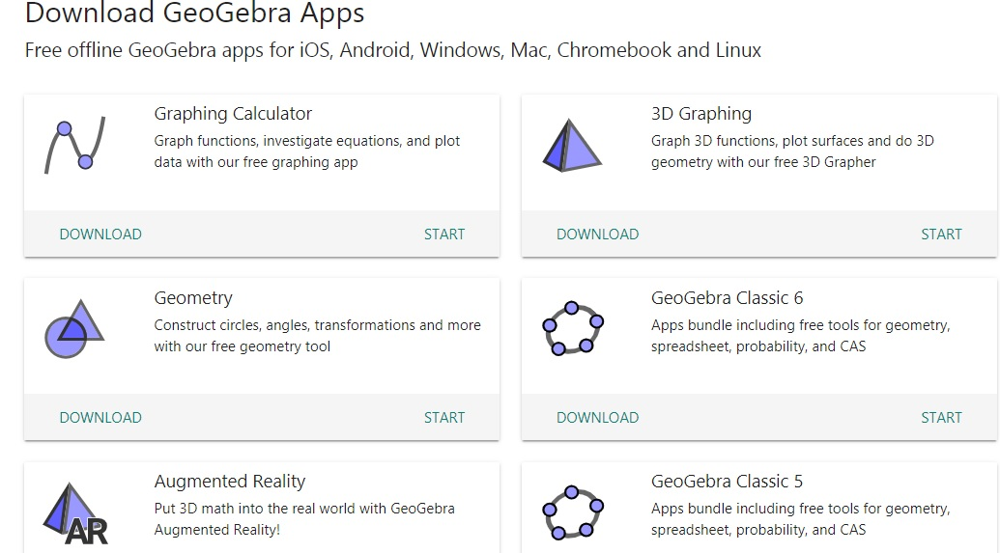 Download GeoGebra Apps
Free offline GeoGebra apps for iOS, Android, Windows, Mac, Chromebook and Linux
Graphing Calculator
Graph functions, investigate equations, and plot
data with our free graphing app
DOWNLOAD
START
3D Graphing
Graph 3D functions, plot surfaces and do 3D
geometry with our free 3D Grapher
DOWNLOAD
START
Geometry
Construct circles, angles, transformations and more
with our free geometry tool
DOWNLOAD
START
GeoGebra Classic 6
Apps bundle including free tools for geometry,
spreadsheet, probability, and CAS
DOWNLOAD
START
AR
Augmented Reality
Put 3D math into the real world with GeoGebra
Augmented Reality!
GeoGebra Classic 5
Apps bundle including free tools for geometry,
spreadsheet, probability, and CAS